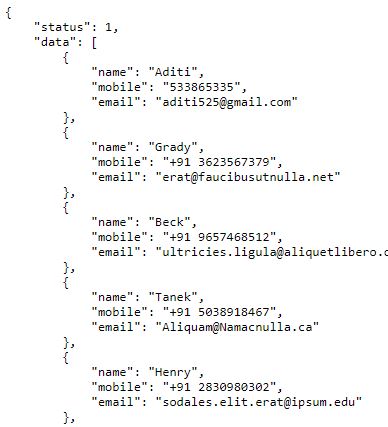 {
    "status": 1,
    "data": [
        {
            "name": "Aditi",
            "mobile": "533865335",
            "email": "aditi525@gmail.com"
        },
        {
            "name": "Grady",
            "mobile": "+91 3623567379",
            "email": "erat@faucibusutnulla.net"
        },
        {
            "name": "Beck",
            "mobile": "+91 9657468512",
            "email": "ultricies.ligula@aliquetlibero.c
        },
        {
            "name": "Tanek",
            "mobile": "+91 5038918467",
            "email": "Aliquam@Namacnulla.ca"
        },
        {
            "name": "Henry",
            "mobile": "+91 2830980302",
            "email": "sodales.elit.erat@ipsum.edu"
        },